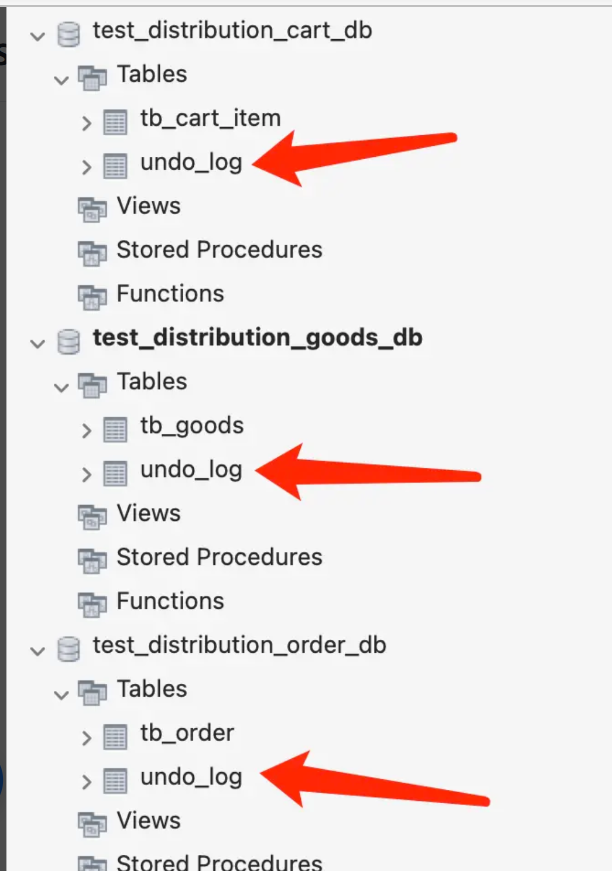 test_distribution_cart_db
Tables
tb_cart_item
undo_log
Views
Stored Procedures
Functions
test_distribution_goods_db
Tables
tb_goods
undo_log
Views
Stored Procedures
Functions
test_distribution_order_db
Tables
tb_order
undo_log
Views
Stored Procedures